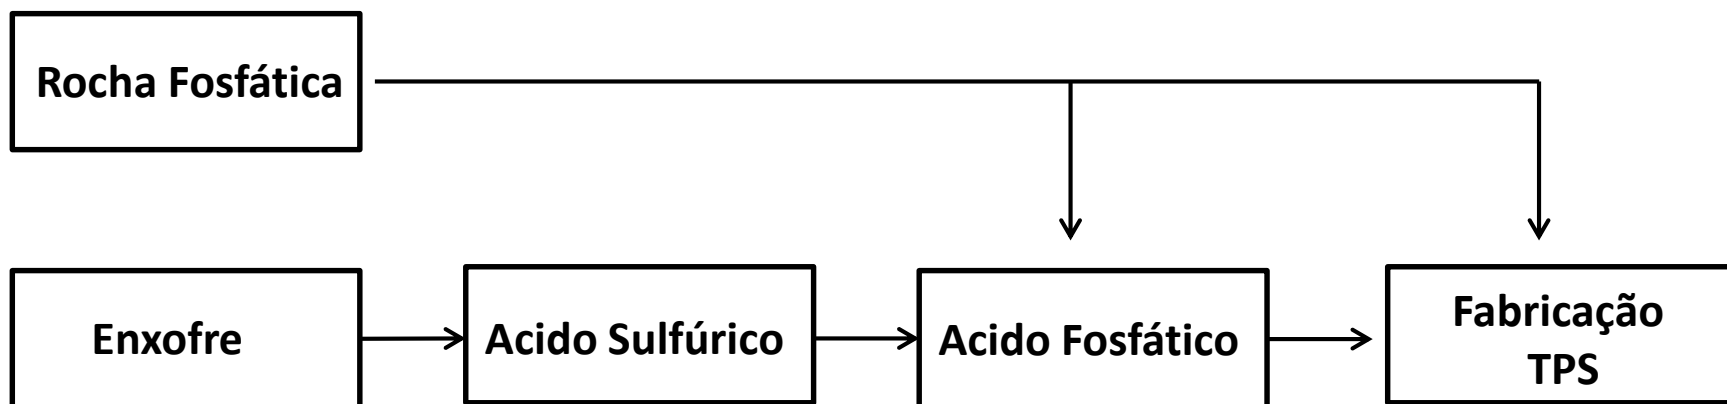 Rocha Fosfática
Enxofre
Acido Sulfúrico
Acido Fosfático
Fabricação
TPS